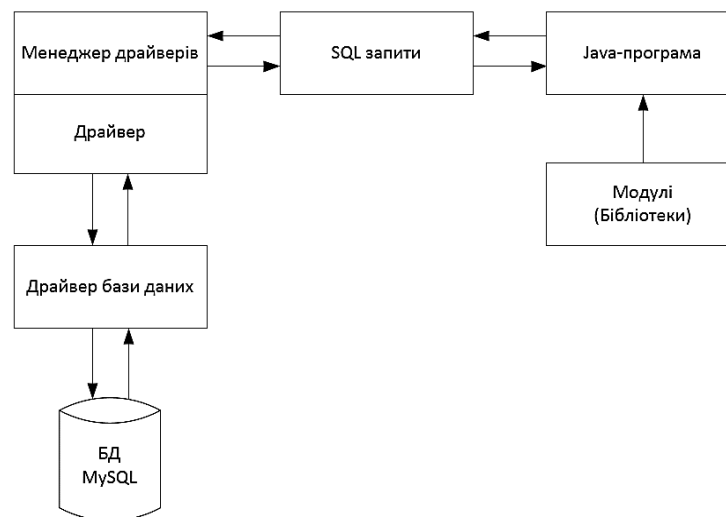 Менеджер драйверів
SQL запити
Java-програма
Драйвер
Модулі
(Бібліотеки)
Драйвер бази даних
БД
MySQL